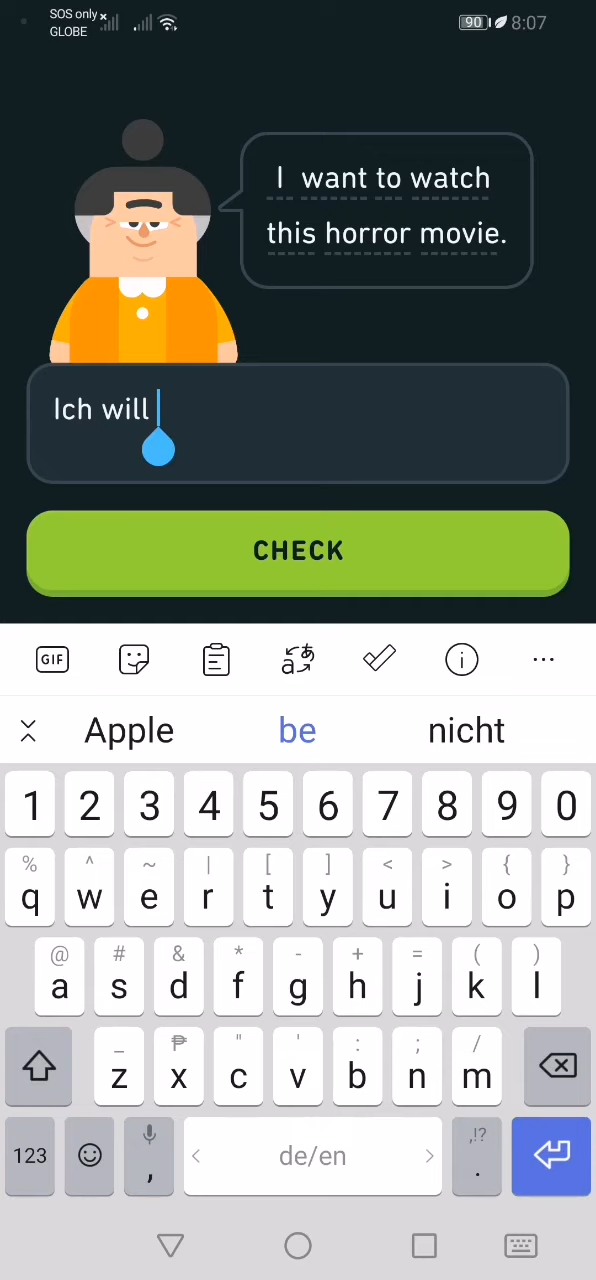 SOS only
GLOBE
90 8:07
I want to watch
this horror movie.
Ich will
CHECK
GIF
Apple be nicht
1 2 3 4 5 6 7 8 9 0
% ^ ~ | [ ] < > { }
q w e r t y u i o p
@ # & * - + = ( )
a s d f g h j k l
_ ₱ " ' : ; /
z x c v b n m
123 , de/en ,!? .